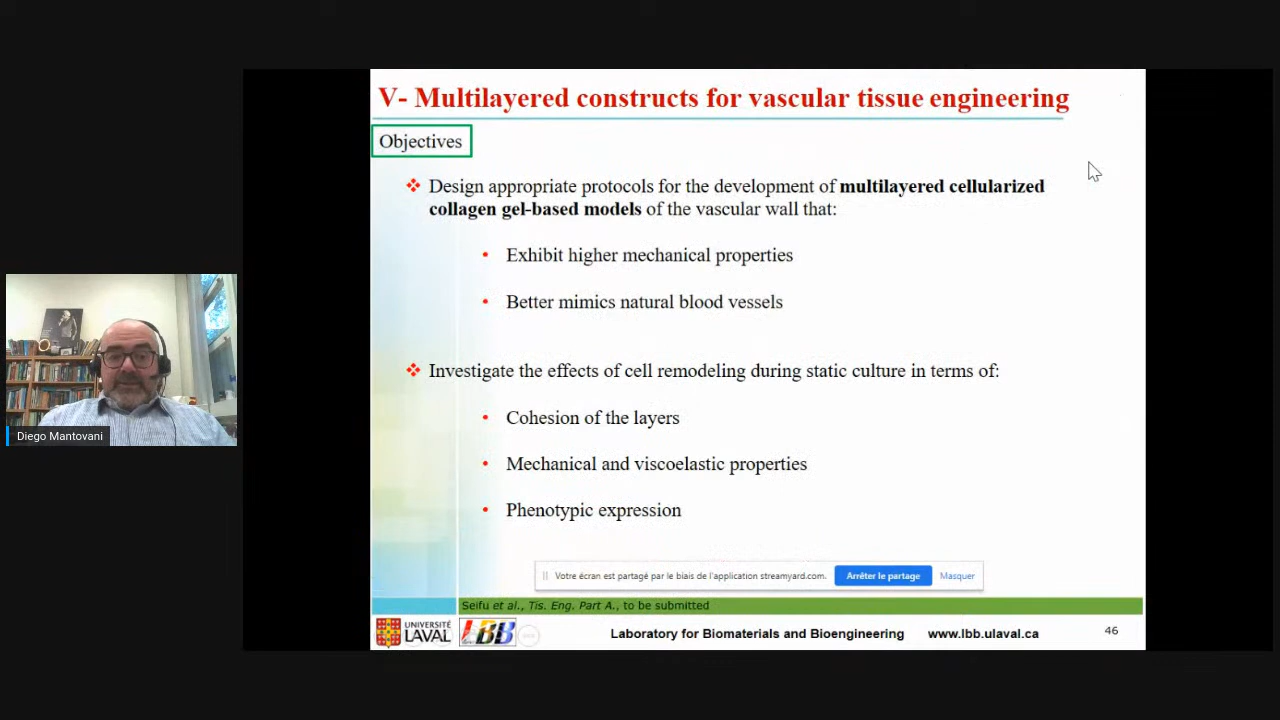 V- Multilayered constructs for vascular tissue engineering
Objectives
Design appropriate protocols for the development of multilayered cellularized
collagen gel-based models of the vascular wall that:
Exhibit higher mechanical properties
Better mimics natural blood vessels
Investigate the effects of cell remodeling during static culture in terms of:
Cohesion of the layers
Mechanical and viscoelastic properties
Phenotypic expression
Diego Mantovani
Votre écran est partagé par le biais de l'application streamyard.com.
Arrêter le partage
Masquer
Seifu et al., Tis. Eng. Part A., to be submitted
UNIVERSITÉ
LAVAL
LBB
Laboratory for Biomaterials and Bioengineering
www.lbb.ulaval.ca
46